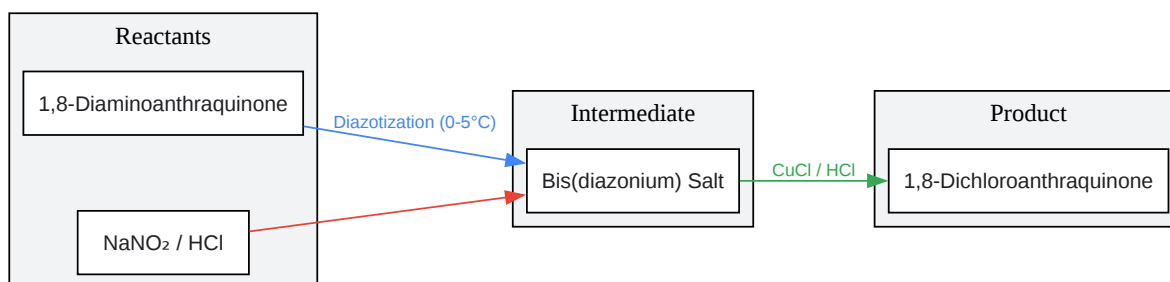 Reactants
1,8-Diaminoanthraquinone
NaNO₂ / HCl
Diazotization (0-5°C)
Intermediate
Bis(diazonium) Salt
CuCl / HCl
Product
1,8-Dichloroanthraquinone